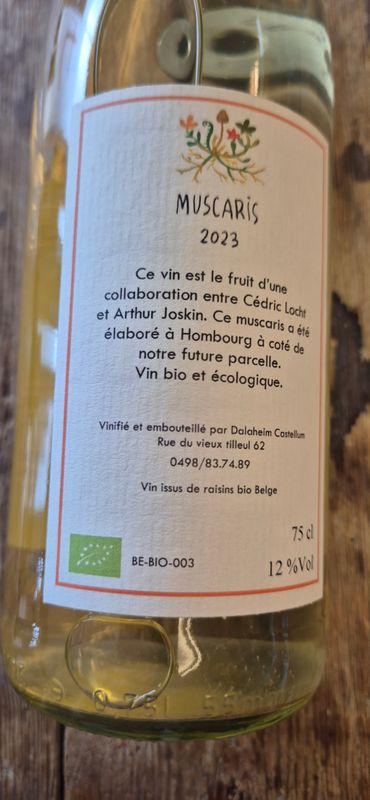 MUSCARiS
2023
Ce vin est le fruit d'une
collaboration entre Cédric Locht
et Arthur Joskin. Ce muscaris a été
élaboré à Hombourg à coté de
notre future parcelle.
Vin bio et écologique.
Vinifié et embouteillé par Dalaheim Castellum
Rue du vieux tilleul 62
0498/83.74.89
Vin issus de raisins bio Belge
75 cl
BE-BIO-003
12 %Vol
0,75l 55m